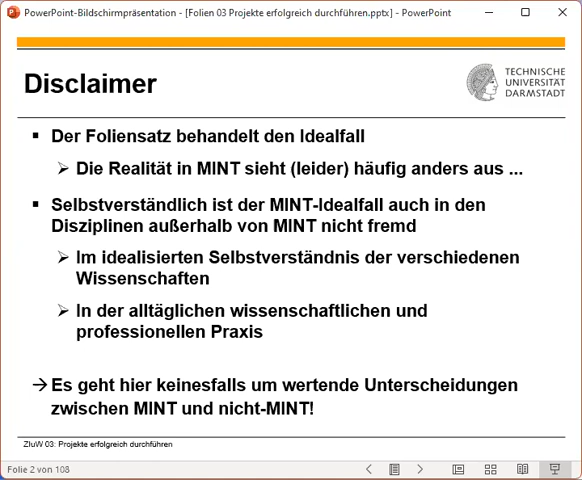 PowerPoint-Bildschirmpräsentation - [Folien 03 Projekte erfolgreich durchführen.pptx] - PowerPoint
Disclaimer
TECHNISCHE
UNIVERSITÄT
DARMSTADT
▪ Der Foliensatz behandelt den Idealfall
➢ Die Realität in MINT sieht (leider) häufig anders aus ...
▪ Selbstverständlich ist der MINT-Idealfall auch in den
Disziplinen außerhalb von MINT nicht fremd
➢ Im idealisierten Selbstverständnis der verschiedenen
Wissenschaften
➢ In der alltäglichen wissenschaftlichen und
professionellen Praxis
→ Es geht hier keinesfalls um wertende Unterscheidungen
zwischen MINT und nicht-MINT!
ZIuW 03: Projekte erfolgreich durchführen
Folie 2 von 108